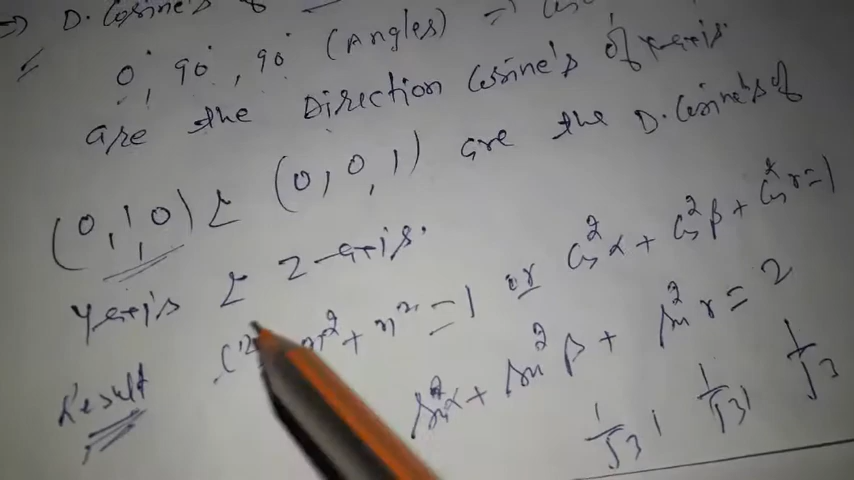 ⇒ D. Cosine's of
0°, 90°, 90° (Angles) ⇒
are the Direction Cosine's of x-axis.
(0, 1, 0) & (0, 0, 1) are the D. Cosine's of
Y-axis & Z-axis.
Result l² m² + n² = 1 or Cos²α + Cos²β + Cos²γ = 1
Sin²α + Sin²β + Sin²γ = 2
1/√3, 1/√3, 1/√3